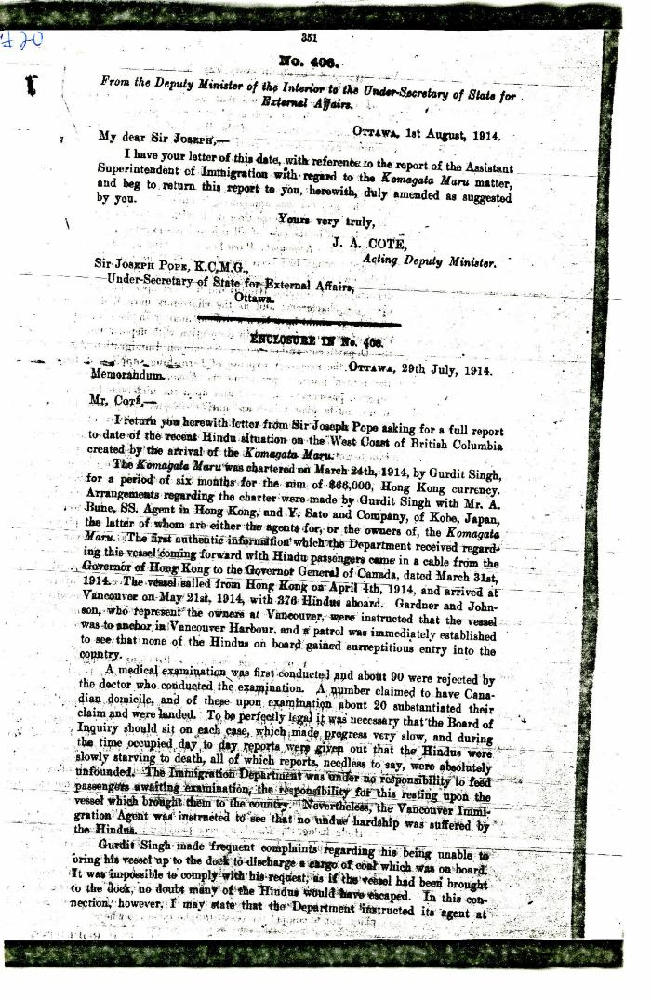 #20
351
No. 406.
From the Deputy Minister of the Interior to the Under-Secretary of State for
External Affairs.
OTTAWA, 1st August, 1914.
My dear Sir JOSEPH,—
I have your letter of this date, with reference to the report of the Assistant
Superintendent of Immigration with regard to the Komagata Maru matter,
and beg to return this report to you, herewith, duly amended as suggested
by you.
Yours very truly,
J. A. COTE,
Acting Deputy Minister.
Sir JOSEPH POPE, K.C.M.G.,
Under-Secretary of State for External Affairs,
Ottawa.
ENCLOSURE IN No. 406.
OTTAWA, 29th July, 1914.
Memorandum.
Mr. COTÉ,—
I return you herewith letter from Sir Joseph Pope asking for a full report
to date of the recent Hindu situation on the West Coast of British Columbia
created by the arrival of the Komagata Maru.
The Komagata Maru was chartered on March 24th, 1914, by Gurdit Singh,
for a period of six months for the sum of $66,000, Hong Kong currency.
Arrangements regarding the charter were made by Gurdit Singh with Mr. A.
Bune, SS. Agent in Hong Kong, and Y. Sato and Company, of Kobe, Japan,
the latter of whom are either the agents for, or the owners of, the Komagata
Maru. The first authentic information which the Department received regard-
ing this vessel coming forward with Hindu passengers came in a cable from the
Governor of Hong Kong to the Governor General of Canada, dated March 31st,
1914. The vessel sailed from Hong Kong on April 4th, 1914, and arrived at
Vancouver on May 21st, 1914, with 376 Hindus aboard. Gardner and John-
son, who represent the owners at Vancouver, were instructed that the vessel
was to anchor in Vancouver Harbour, and a patrol was immediately established
to see that none of the Hindus on board gained surreptitious entry into the
country.
A medical examination was first conducted and about 90 were rejected by
the doctor who conducted the examination. A number claimed to have Cana-
dian domicile, and of these upon examination about 20 substantiated their
claim and were landed. To be perfectly legal it was necessary that the Board of
Inquiry should sit on each case, which made progress very slow, and during
the time occupied day to day reports were given out that the Hindus were
slowly starving to death, all of which reports, needless to say, were absolutely
unfounded. The Immigration Department was under no responsibility to feed
passengers awaiting examination, the responsibility for this resting upon the
vessel which brought them to the country. Nevertheless, the Vancouver Immi-
gration Agent was instructed to see that no undue hardship was suffered by
the Hindus.
Gurdit Singh made frequent complaints regarding his being unable to
bring his vessel up to the dock to discharge a cargo of coal which was on board.
It was impossible to comply with his request, as if the vessel had been brought
to the dock, no doubt many of the Hindus would have escaped. In this con-
nection, however, I may state that the Department instructed its agent at